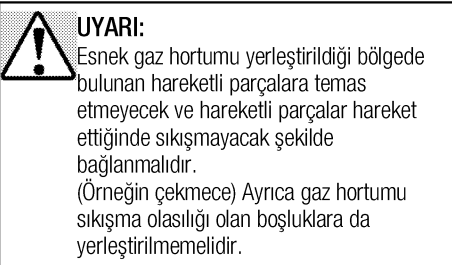 UYARI:
Esnek gaz hortumu yerleştirildiği bölgede
bulunan hareketli parçalara temas
etmeyecek ve hareketli parçalar hareket
ettiğinde sıkışmayacak şekilde
bağlanmalıdır.
(Örneğin çekmece) Ayrıca gaz hortumu
sıkışma olasılığı olan boşluklara da
yerleştirilmemelidir.